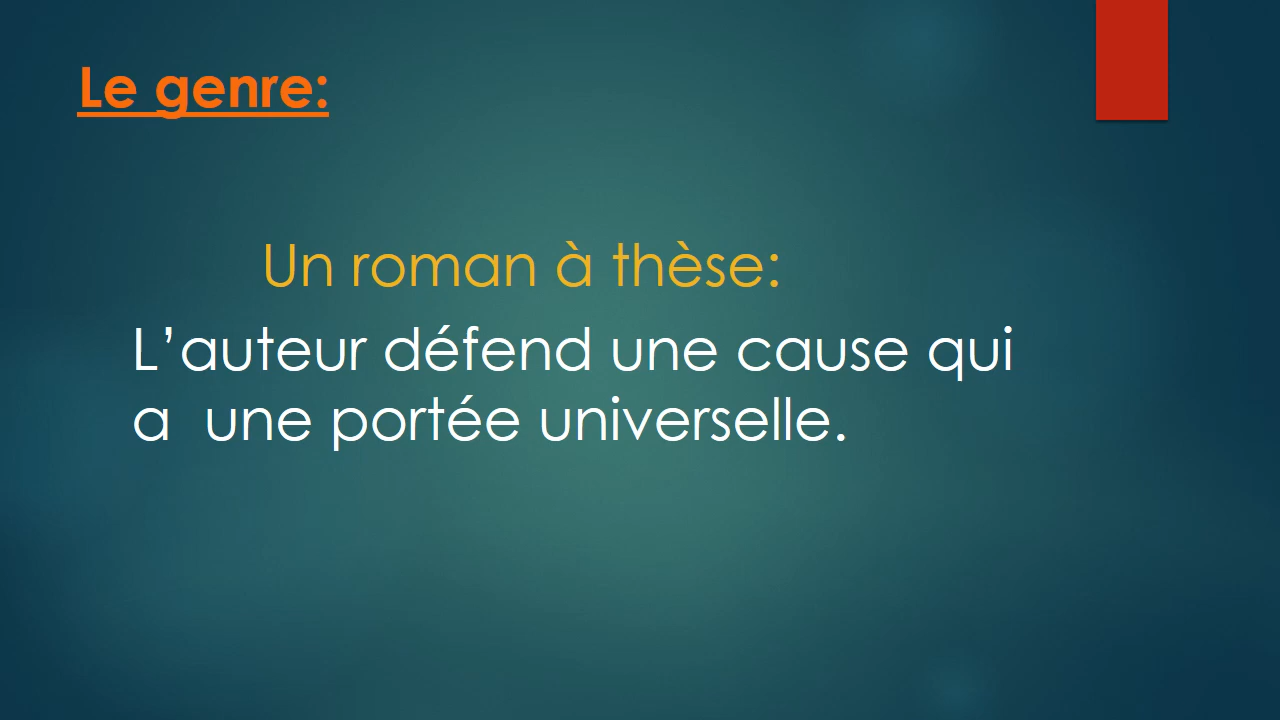 Le genre:
Un roman à thèse:
L’auteur défend une cause qui
a  une portée universelle.